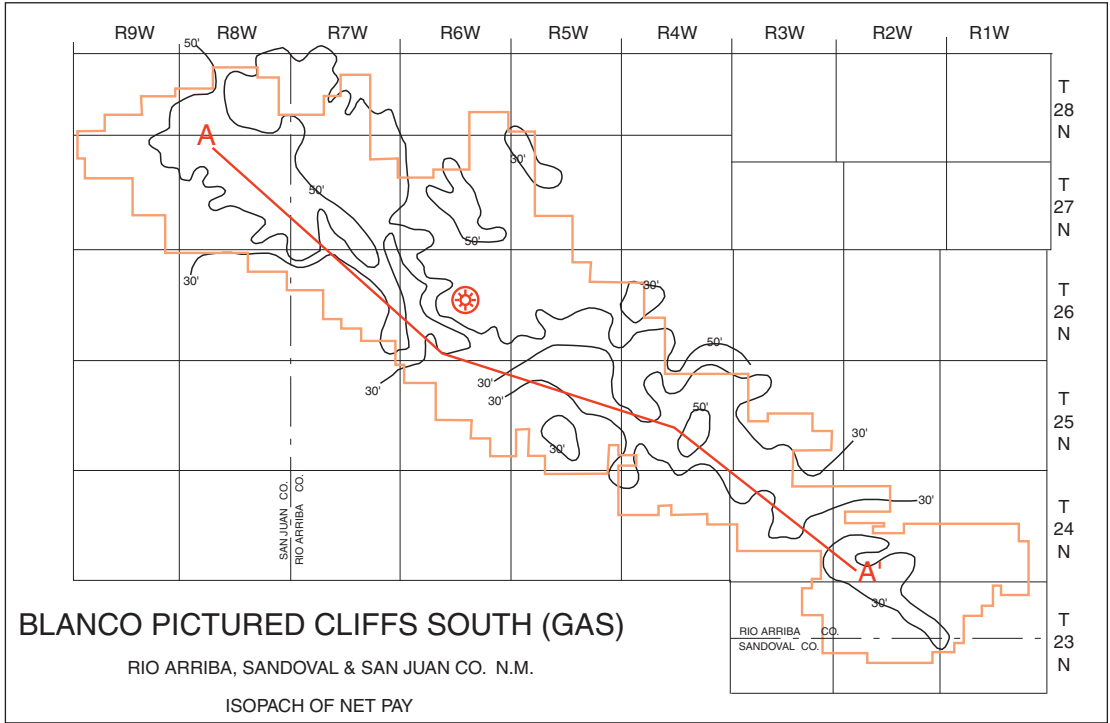 R9W R8W R7W R6W R5W R4W R3W R2W R1W
50'
T
28
N
A
30'
50'
T
27
N
50'
30'
30'
T
26
N
50'
30'
30'
30'
50'
T
25
N
30'
30'
30'
SAN JUAN CO.
RIO ARRIBA CO.
T
24
N
A'
30'
BLANCO PICTURED CLIFFS SOUTH (GAS)
RIO ARRIBA CO.
SANDOVAL CO.
T
23
N
RIO ARRIBA, SANDOVAL & SAN JUAN CO. N.M.
ISOPACH OF NET PAY